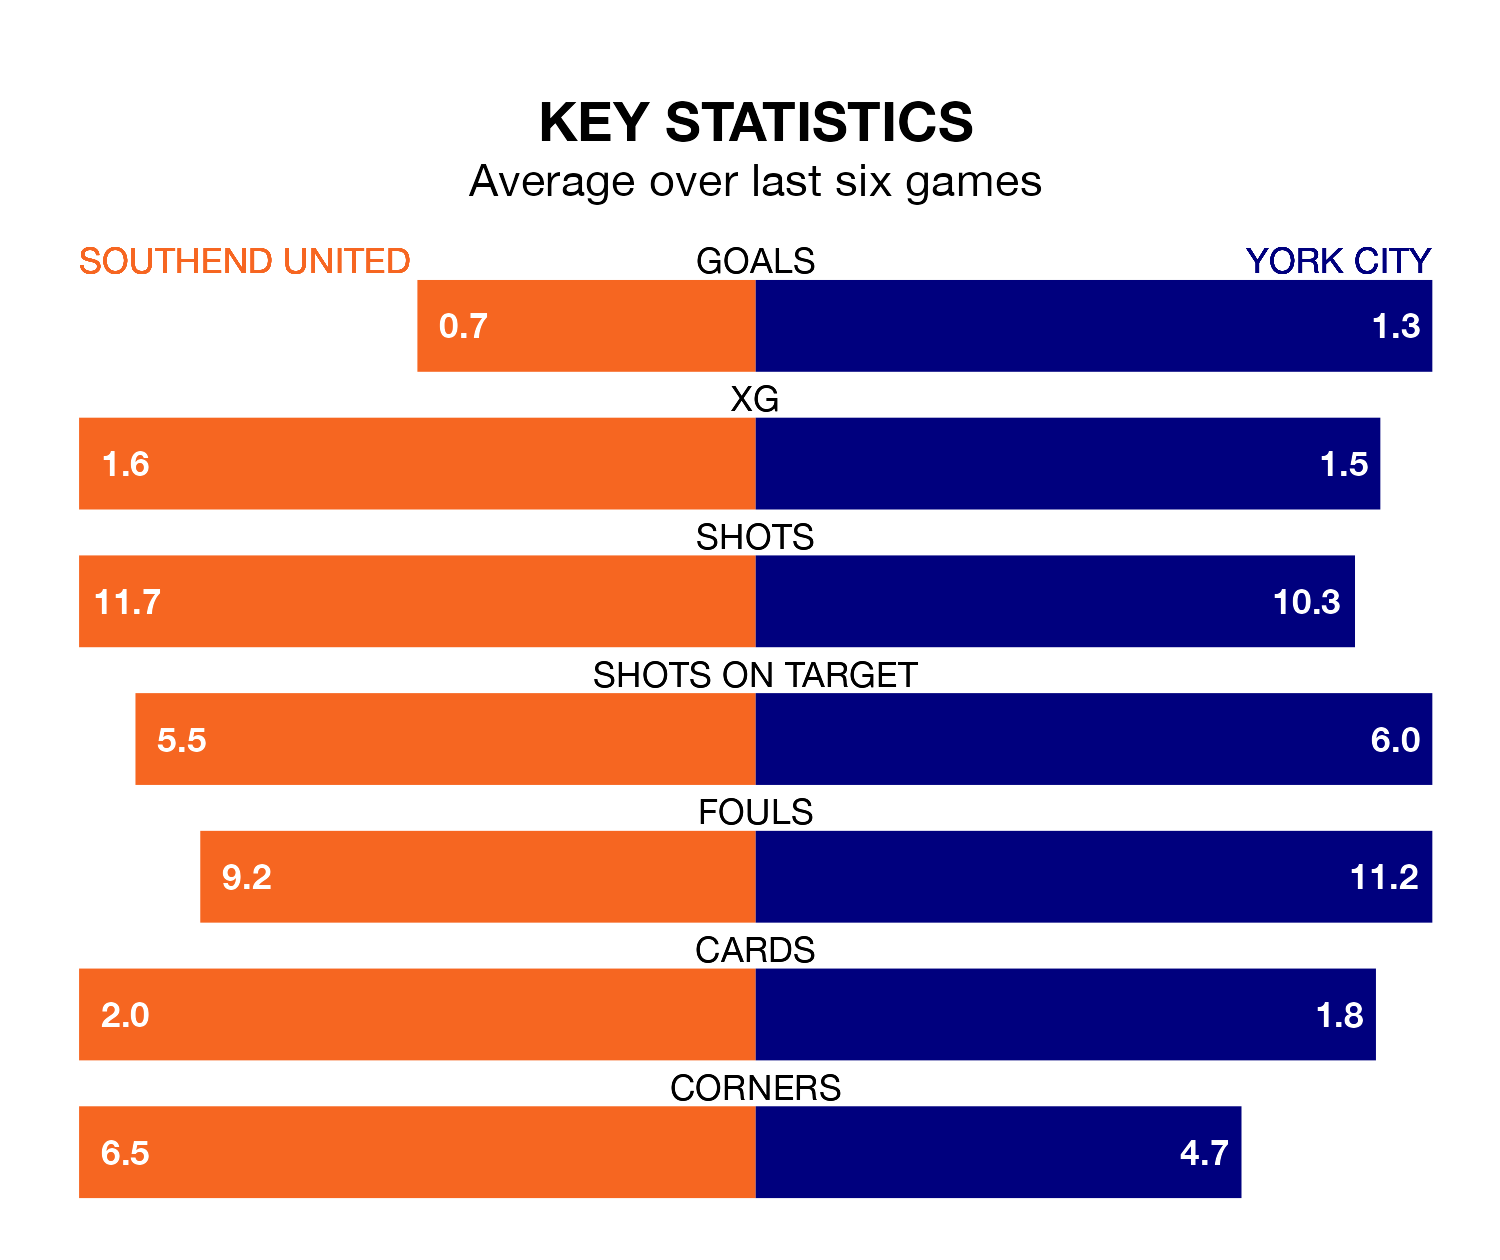 KEY STATISTICS
Average over last six games
SOUTHEND UNITED GOALS YORK CITY
0.7 1.3
XG
1.6 1.5
SHOTS
11.7 10.3
SHOTS ON TARGET
5.5 6.0
FOULS
9.2 11.2
CARDS
2.0 1.8
CORNERS
6.5 4.7